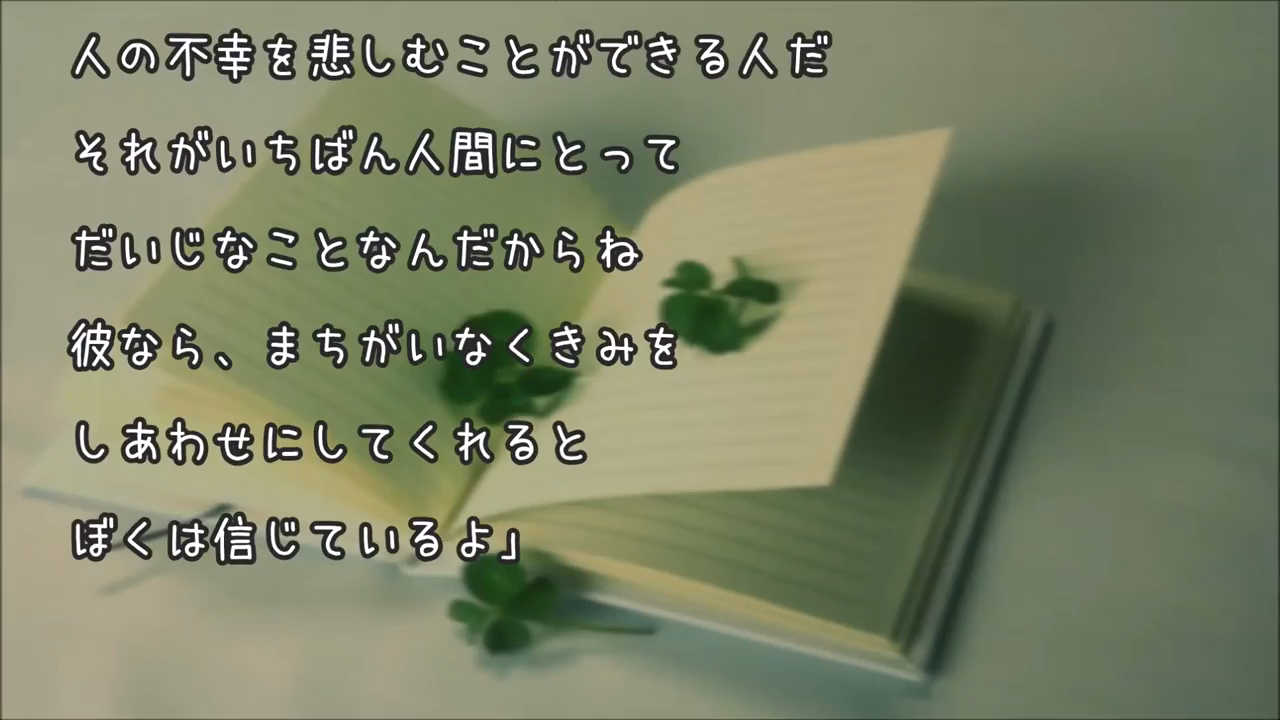 人の不幸を悲しむことができる人だ
それがいちばん人間にとって
だいじなことなんだからね
彼なら、まちがいなくきみを
しあわせにしてくれると
ぼくは信じているよ」